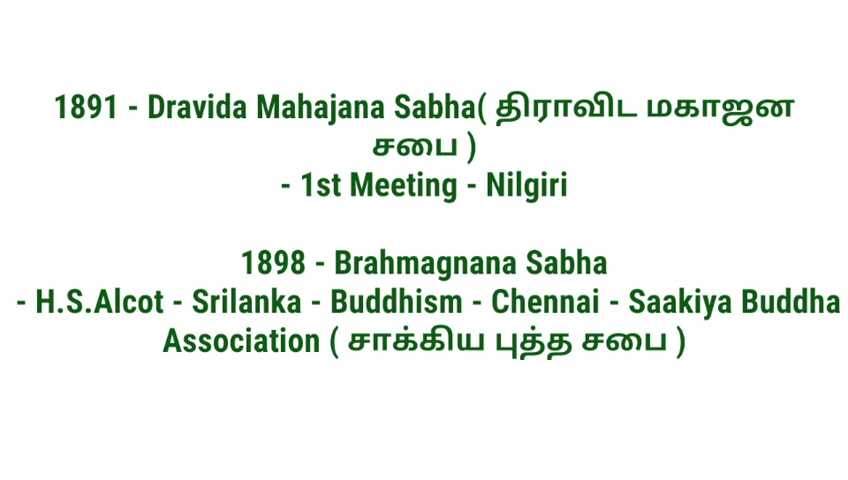 1891 - Dravida Mahajana Sabha( திராவிட மகாஜன
சபை )
- 1st Meeting - Nilgiri
1898 - Brahmagnana Sabha
- H.S.Alcot - Srilanka - Buddhism - Chennai - Saakiya Buddha
Association ( சாக்கிய புத்த சபை )